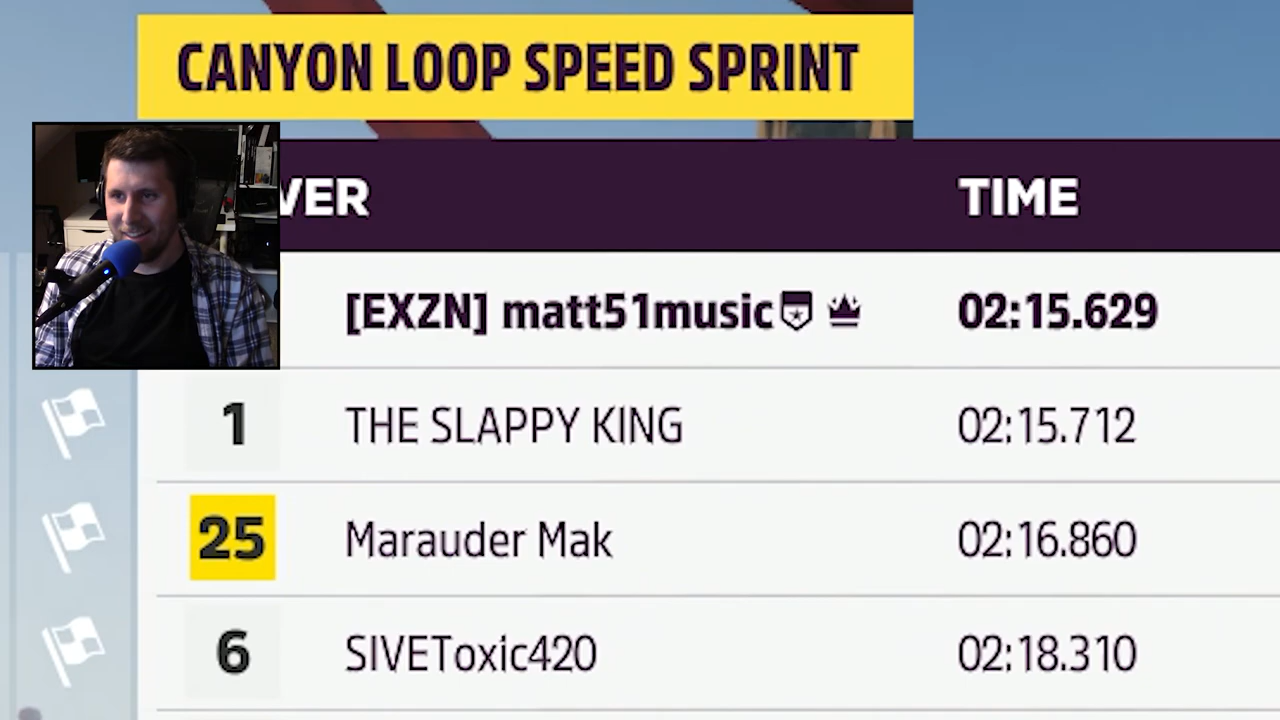 CANYON LOOP SPEED SPRINT
VER TIME
[EXZN] matt51music 02:15.629
1 THE SLAPPY KING 02:15.712
25 Marauder Mak 02:16.860
6 SIVEToxic420 02:18.310